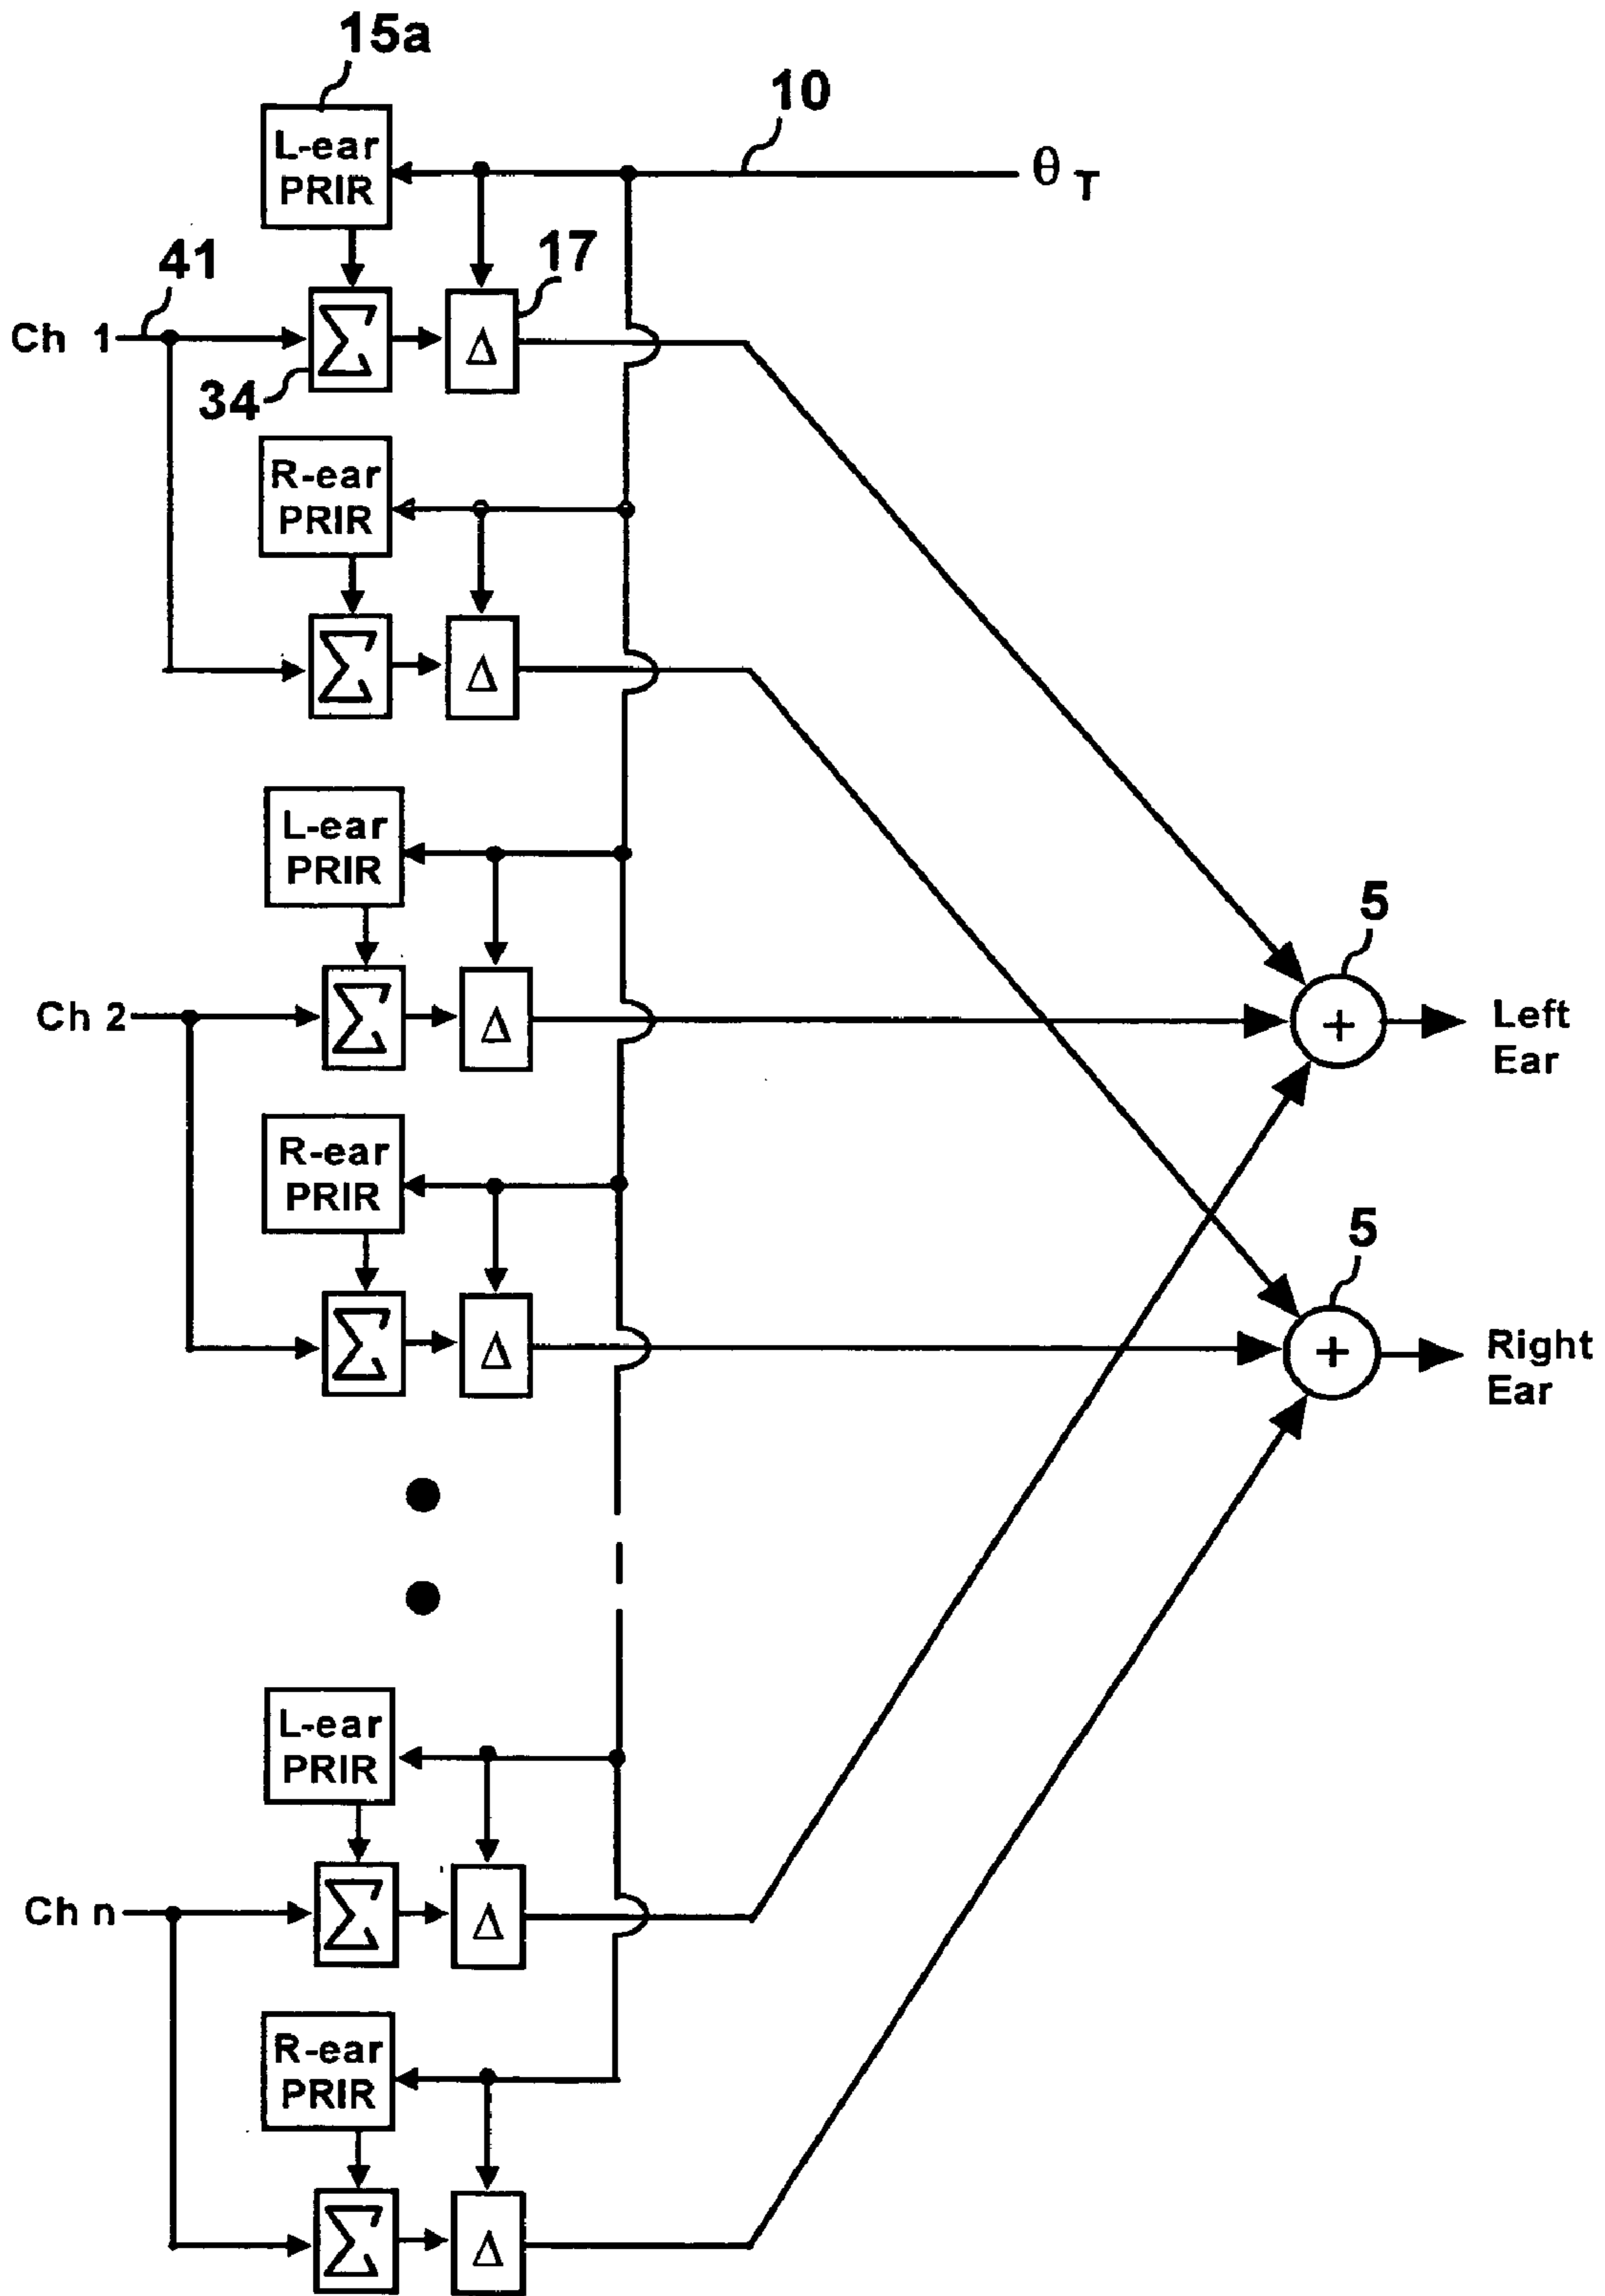 15a
10
L-ear
PRIR
θ T
17
41
Ch 1
Σ
Δ
34
R-ear
PRIR
Σ
Δ
L-ear
PRIR
5
Ch 2
Σ
Δ
+
Left
Ear
R-ear
PRIR
5
Σ
Δ
+
Right
Ear
L-ear
PRIR
Ch n
Σ
Δ
R-ear
PRIR
Σ
Δ